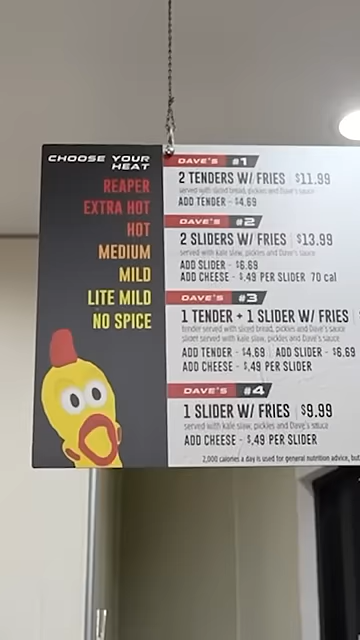 CHOOSE YOUR
HEAT
REAPER
EXTRA HOT
HOT
MEDIUM
MILD
LITE MILD
NO SPICE
DAVE'S #1
2 TENDERS W/ FRIES | $11.99
served with sliced bread, pickles and Dave's sauce
ADD TENDER - $4.69
DAVE'S #2
2 SLIDERS W/ FRIES | $13.99
served with kale slaw, pickles and Dave's sauce
ADD SLIDER - $6.69
ADD CHEESE - $.49 PER SLIDER 70 cal
DAVE'S #3
1 TENDER + 1 SLIDER W/ FRIES |
tender served with sliced bread, pickles and Dave's sauce
slider served with kale slaw, pickles and Dave's sauce
ADD TENDER - $4.69 | ADD SLIDER - $6.69
ADD CHEESE - $.49 PER SLIDER
DAVE'S #4
1 SLIDER W/ FRIES | $9.99
served with kale slaw, pickles and Dave's sauce
ADD CHEESE - $.49 PER SLIDER
2,000 calories a day is used for general nutrition advice, but